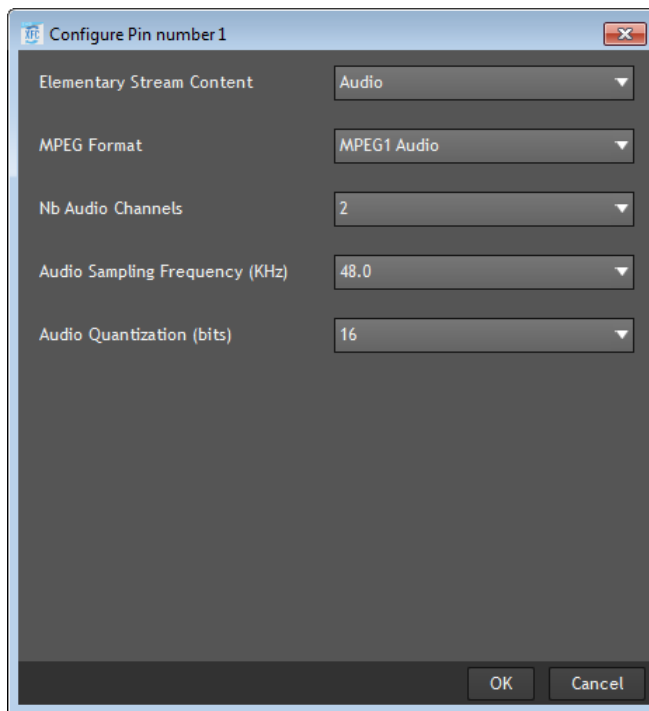 XFC Configure Pin number 1
Elementary Stream Content Audio
MPEG Format MPEG1 Audio
Nb Audio Channels 2
Audio Sampling Frequency (KHz) 48.0
Audio Quantization (bits) 16
OK Cancel